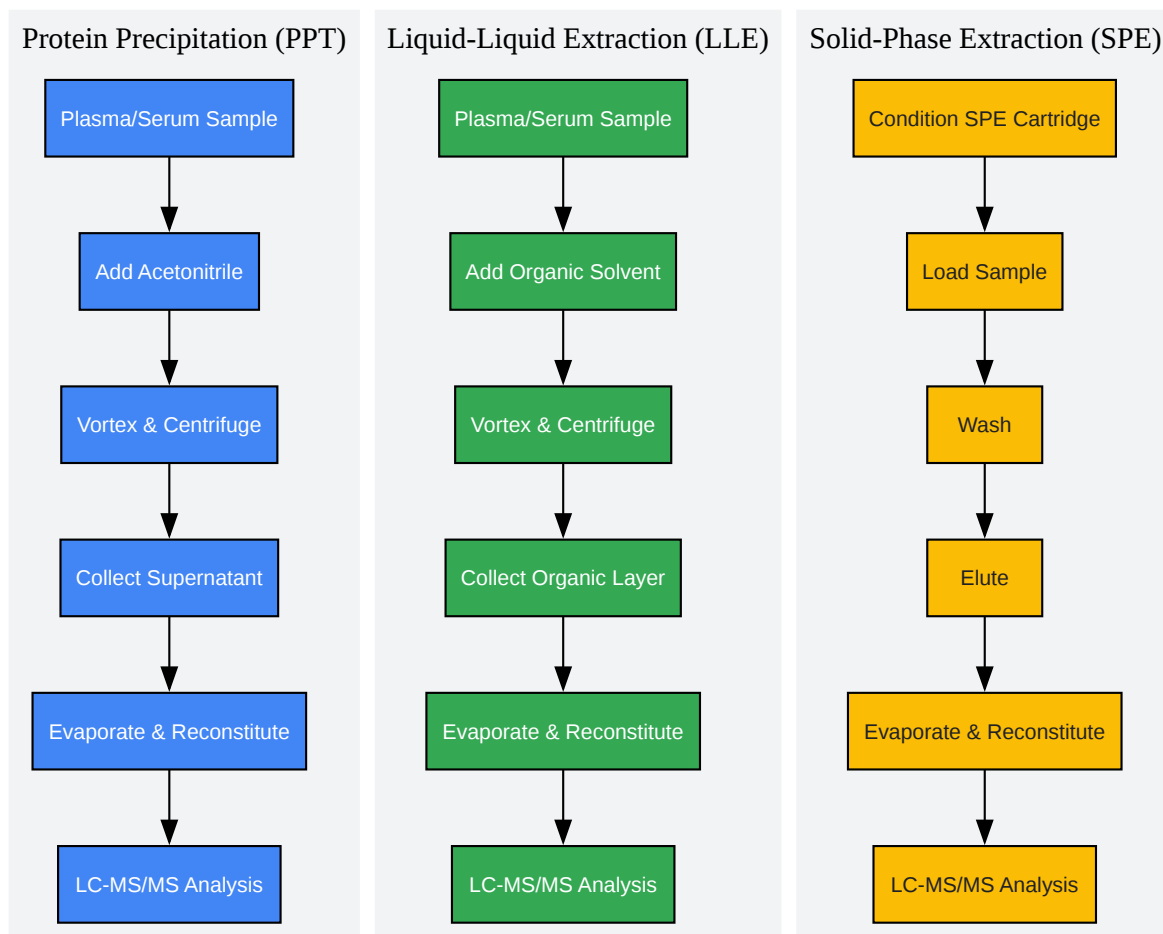 Protein Precipitation (PPT)
Plasma/Serum Sample
Add Acetonitrile
Vortex & Centrifuge
Collect Supernatant
Evaporate & Reconstitute
LC-MS/MS Analysis
Liquid-Liquid Extraction (LLE)
Plasma/Serum Sample
Add Organic Solvent
Vortex & Centrifuge
Collect Organic Layer
Evaporate & Reconstitute
LC-MS/MS Analysis
Solid-Phase Extraction (SPE)
Condition SPE Cartridge
Load Sample
Wash
Elute
Evaporate & Reconstitute
LC-MS/MS Analysis